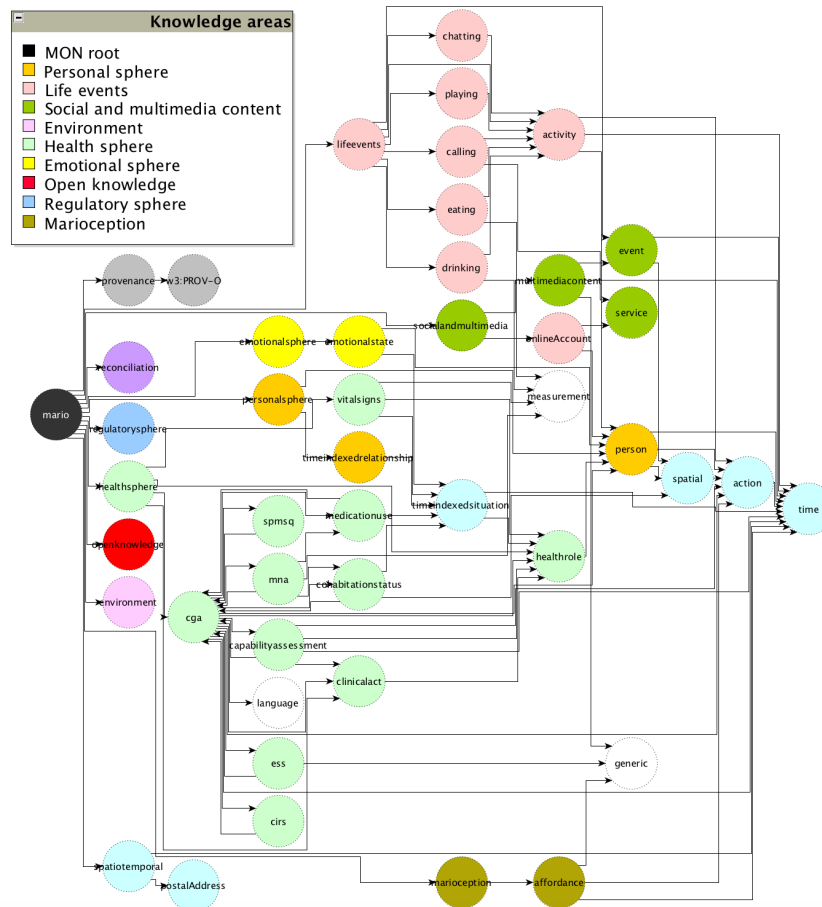 Knowledge areas
MON root
Personal sphere
Life events
Social and multimedia content
Environment
Health sphere
Emotional sphere
Open knowledge
Regulatory sphere
Marioception
chatting
playing
lifeevents
activity
calling
eating
drinking
event
provenance
w3:PROV-O
multimediacontent
service
socialandmultimedia
emotionalsphere
emotionalstate
onlineAccount
reconciliation
mario
personalsphere
vitalsigns
measurement
regulatorysphere
timeindexedrelationship
person
healthsphere
spatial
action
time
spmsq
medicationuse
timeindexedsituation
openknowledge
healthrole
mna
cohabitationstatus
environment
cga
capabilityassessment
clinicalact
language
ess
generic
cirs
spatiotemporal
postalAddress
marioception
affordance